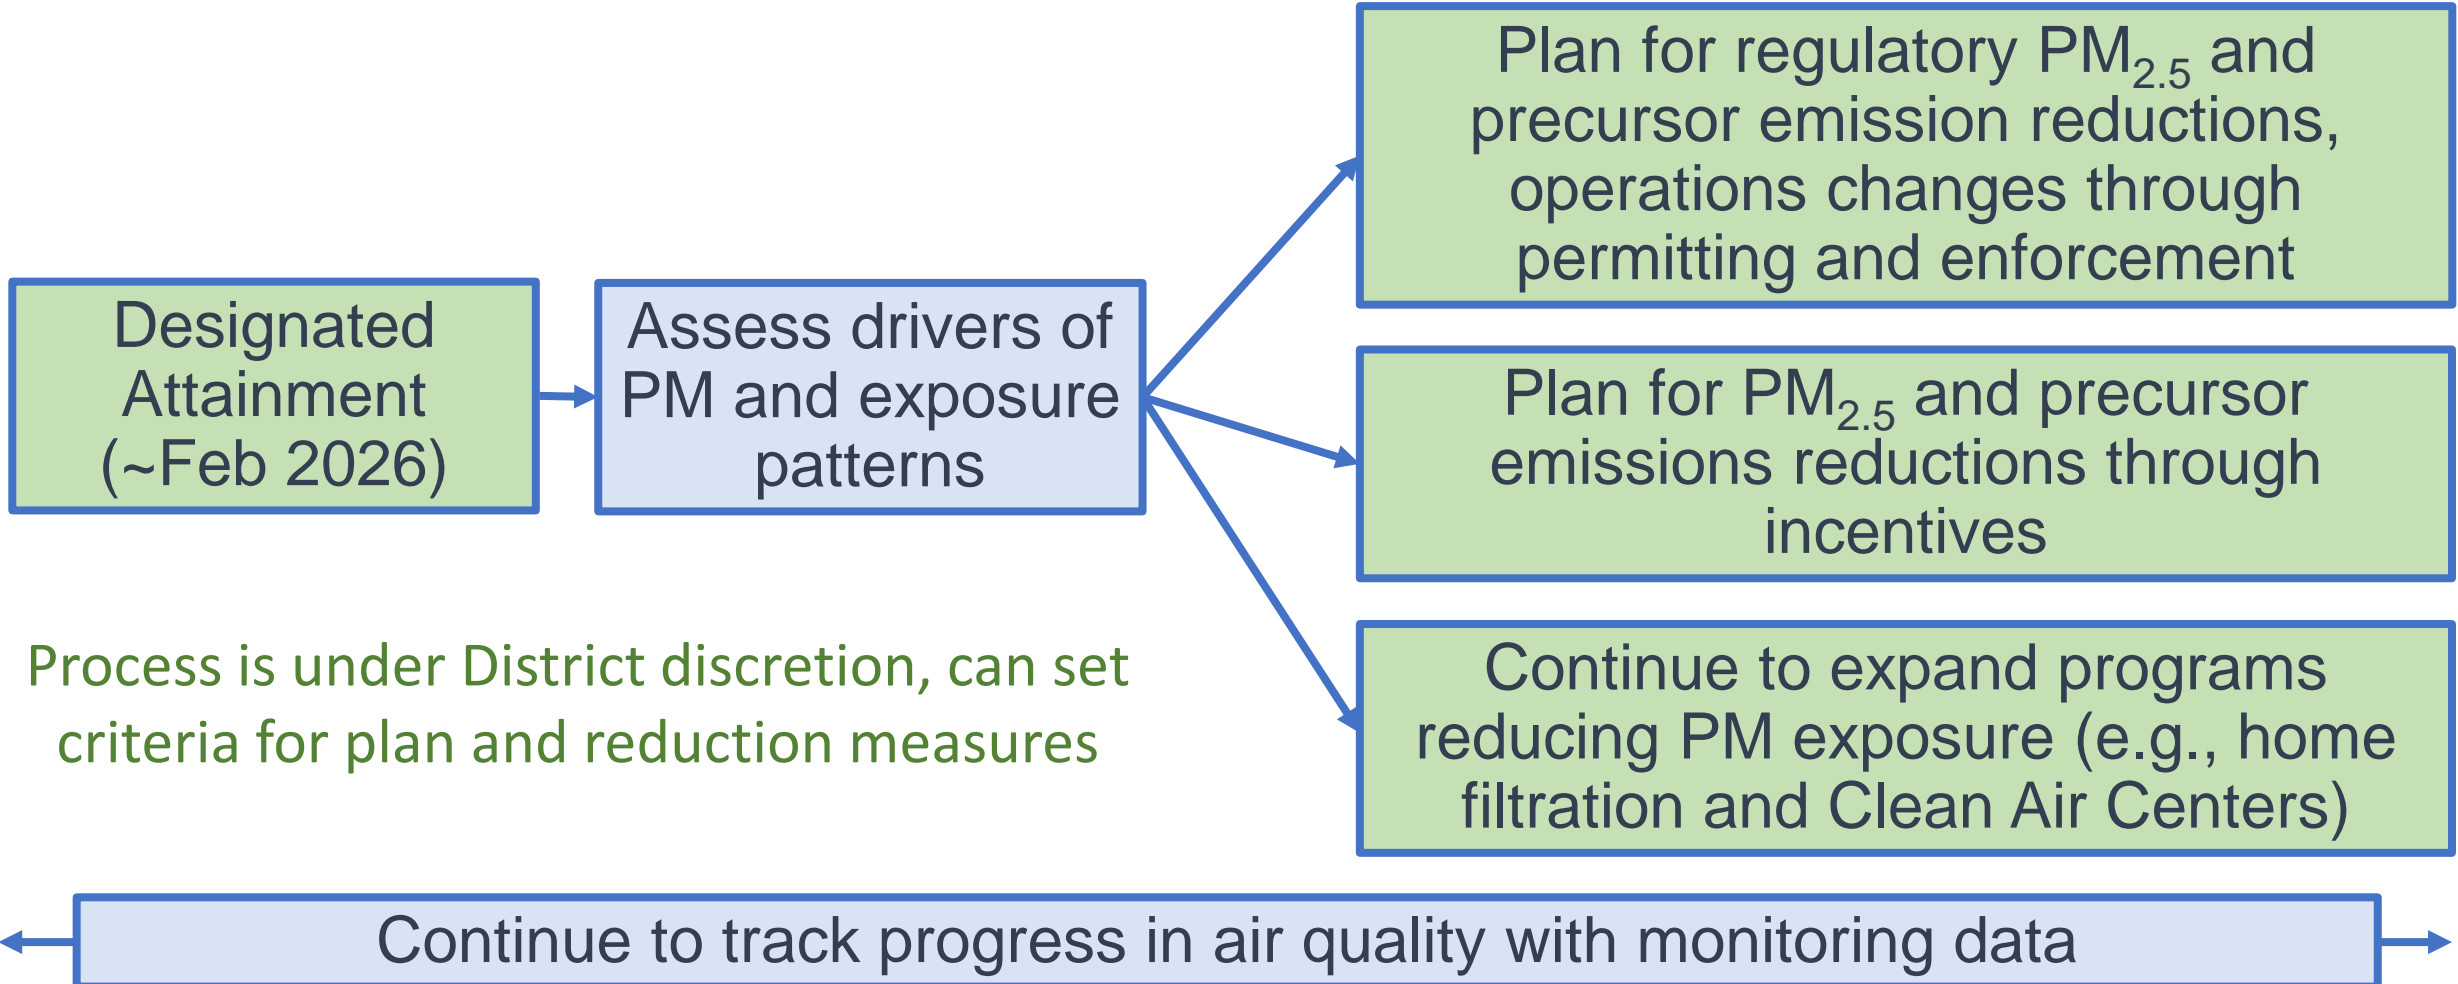 Plan for regulatory PM2.5 and
precursor emission reductions,
operations changes through
permitting and enforcement
Designated
Attainment
(~Feb 2026)
Assess drivers of
PM and exposure
patterns
Plan for PM2.5 and precursor
emissions reductions through
incentives
Process is under District discretion, can set
criteria for plan and reduction measures
Continue to expand programs
reducing PM exposure (e.g., home
filtration and Clean Air Centers)
Continue to track progress in air quality with monitoring data